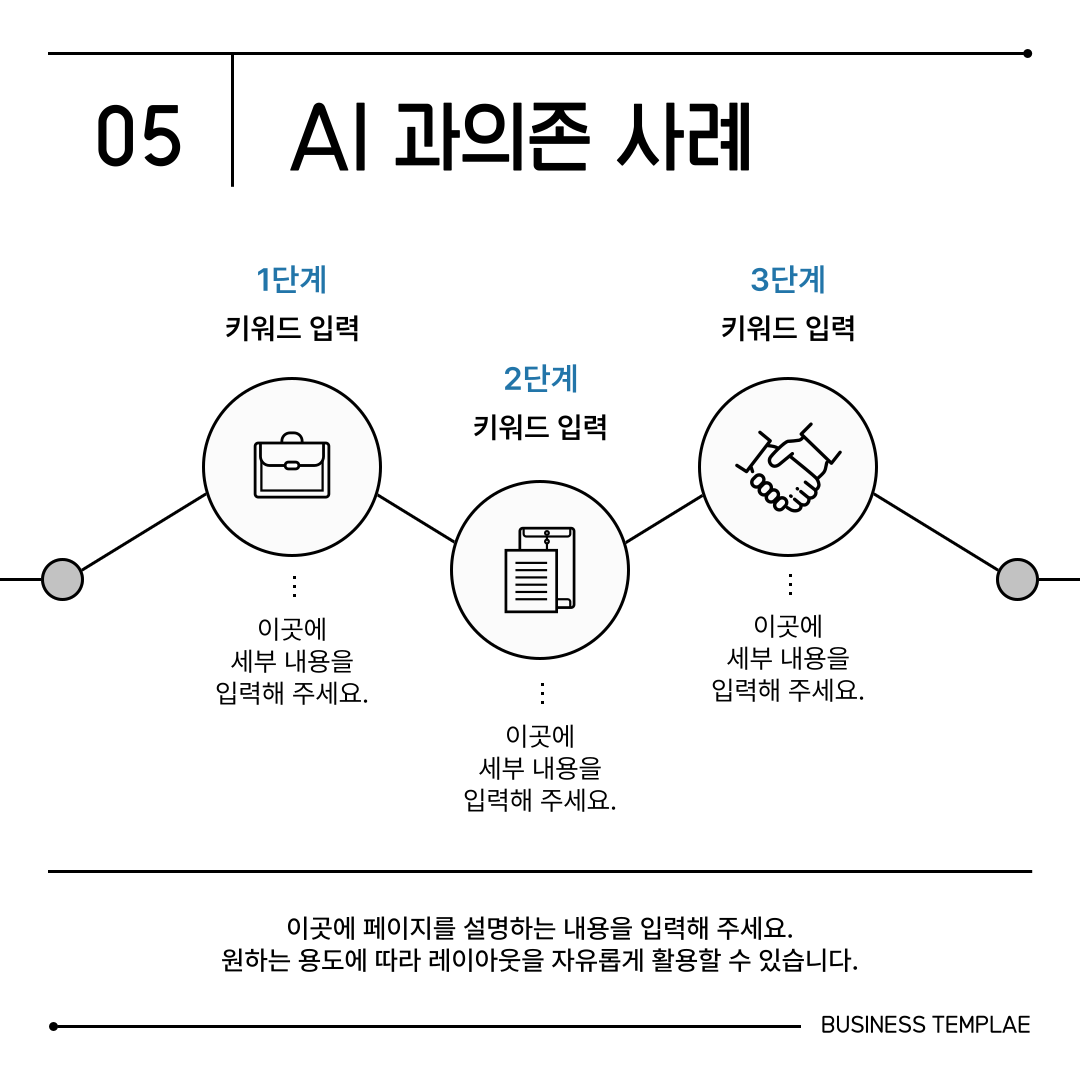 05
AI 과의존 사례
1단계
키워드 입력
이곳에
세부 내용을
입력해 주세요.
2단계
키워드 입력
이곳에
세부 내용을
입력해 주세요.
3단계
키워드 입력
이곳에
세부 내용을
입력해 주세요.
이곳에 페이지를 설명하는 내용을 입력해 주세요.
원하는 용도에 따라 레이아웃을 자유롭게 활용할 수 있습니다.
BUSINESS TEMPLAE